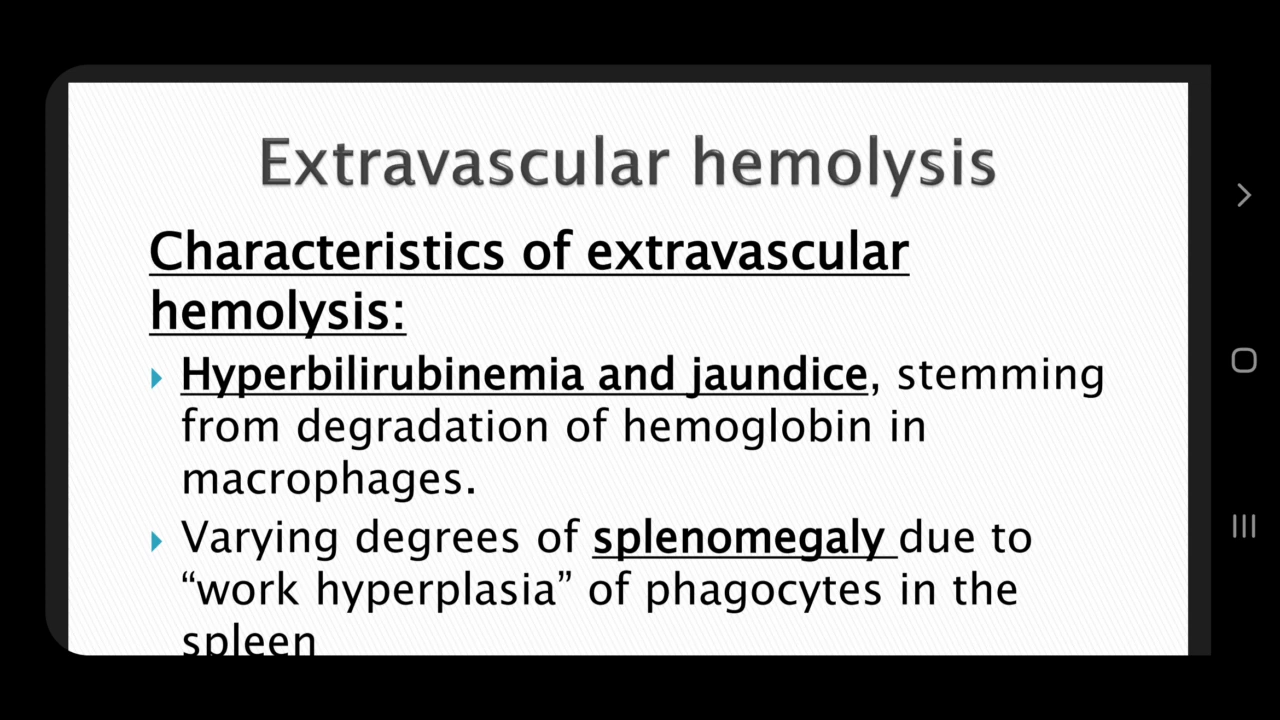 Extravascular hemolysis
Characteristics of extravascular
hemolysis:
Hyperbilirubinemia and jaundice, stemming
from degradation of hemoglobin in
macrophages.
Varying degrees of splenomegaly due to
“work hyperplasia” of phagocytes in the
spleen